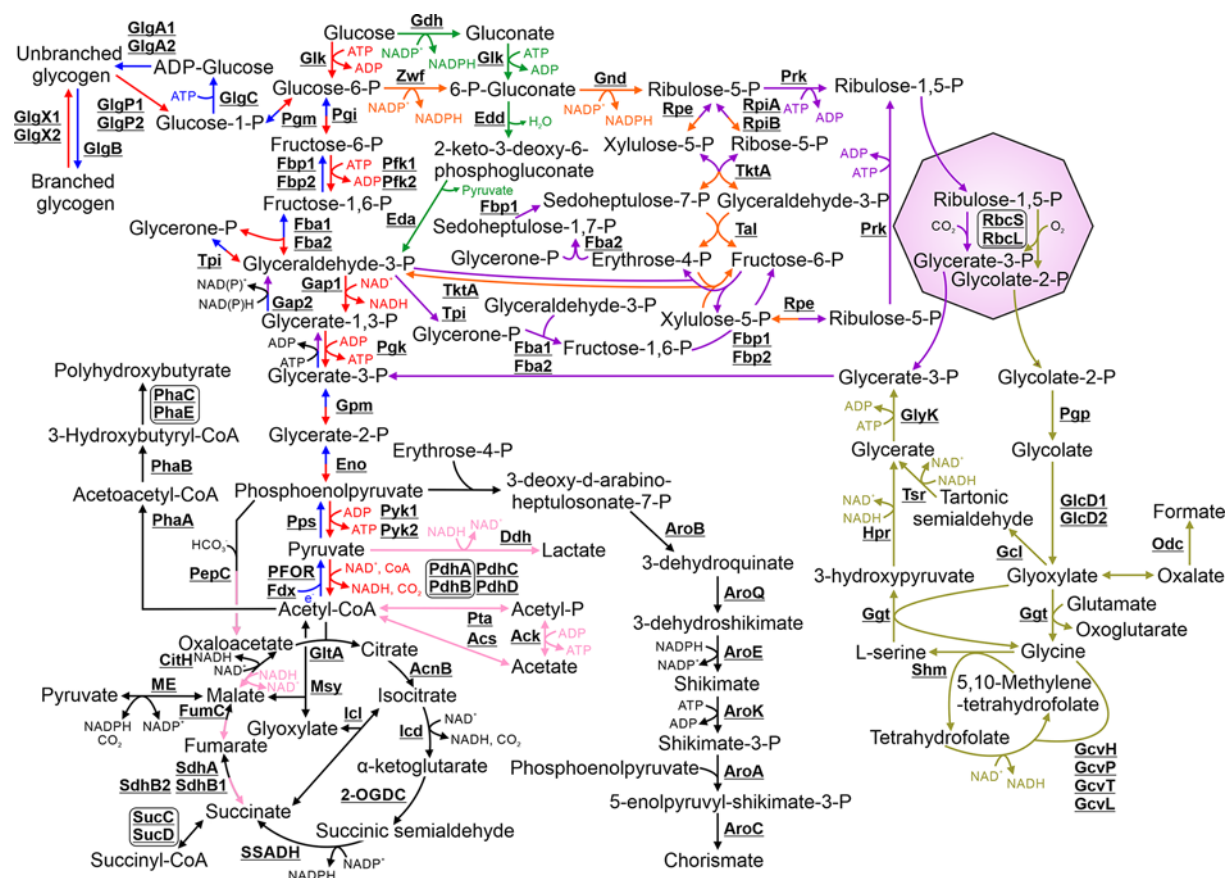 GlgA1
GlgA2
Unbranched
glycogen
ADP-Glucose
GlgX1
GlgX2
GlgP1
GlgP2
ATP
GlgC
Glucose-1-P
GlgB
Branched
glycogen
Glucose
Gdh
Gluconate
NADP+
NADPH
Glk
ATP
ADP
Glk
ATP
ADP
Glucose-6-P
Zwf
6-P-Gluconate
Gnd
Ribulose-5-P
Prk
Ribulose-1,5-P
NADP+
NADPH
NADP+
NADPH
ATP
ADP
Pgm
Pgi
Edd
H2O
Rpe
RpiA
RpiB
Fructose-6-P
2-keto-3-deoxy-6-
phosphogluconate
Xylulose-5-P
Ribose-5-P
Fbp1
Fbp2
ATP
ADP
Pfk1
Pfk2
Pyruvate
TktA
ADP
ATP
Fructose-1,6-P
Eda
Fbp1
Sedoheptulose-7-P
Glyceraldehyde-3-P
Sedoheptulose-1,7-P
Tal
Prk
Ribulose-1,5-P
RbcS
RbcL
CO2
O2
Glycerate-3-P
Glycolate-2-P
Glycerone-P
Fba1
Fba2
Fba2
Glycerone-P
Erythrose-4-P
Fructose-6-P
Tpi
Glyceraldehyde-3-P
NAD(P)+
NAD(P)H
Gap2
Gap1
NAD+
NADH
TktA
Tpi
Glyceraldehyde-3-P
Glycerone-P
Xylulose-5-P
Rpe
Ribulose-5-P
Glycerate-1,3-P
Fba1
Fba2
Fructose-1,6-P
Fbp1
Fbp2
ADP
ATP
ADP
ATP
Pgk
Glycerate-3-P
Glycerate-3-P
Glycolate-2-P
Polyhydroxybutyrate
PhaC
PhaE
Gpm
ADP
ATP
GlyK
Pgp
3-Hydroxybutyryl-CoA
Glycerate-2-P
Glycerate
Glycolate
PhaB
Eno
Erythrose-4-P
NAD+
NADH
Tsr
Acetoacetyl-CoA
Phosphoenolpyruvate
3-deoxy-d-arabino-
heptulosonate-7-P
Tartonic
semialdehyde
GlcD1
GlcD2
PhaA
Pps
ADP
ATP
Pyk1
Pyk2
AroB
NAD+
NADH
Hpr
Gcl
Formate
Odc
HCO3-
PepC
Pyruvate
NADH
NAD+
Ddh
Lactate
3-dehydroquinate
3-hydroxypyruvate
Glyoxylate
Oxalate
PFOR
Fdx
e-
NAD+, CoA
NADH, CO2
PdhA
PdhB
PdhC
PdhD
AroQ
Ggt
Ggt
Glutamate
Oxoglutarate
Acetyl-CoA
Acetyl-P
Pta
Acs
Ack
ADP
ATP
Acetate
3-dehydroshikimate
Oxaloacetate
GltA
Citrate
NADPH
NADP+
AroE
L-serine
Shm
Glycine
CitH
NADH
NAD+
NADH
NAD+
AcnB
Shikimate
5,10-Methylene
-tetrahydrofolate
Pyruvate
ME
Malate
Msy
Isocitrate
ATP
ADP
AroK
NADPH
CO2
NADP+
FumC
Glyoxylate
Icl
Icd
NAD+
NADH, CO2
Shikimate-3-P
Tetrahydrofolate
Fumarate
SdhA
SdhB2
SdhB1
α-ketoglutarate
Phosphoenolpyruvate
AroA
NAD+
NADH
GcvH
GcvP
GcvT
GcvL
2-OGDC
5-enolpyruvyl-shikimate-3-P
Succinate
SucC
SucD
Succinic semialdehyde
AroC
Succinyl-CoA
SSADH
NADPH
NADP+
Chorismate